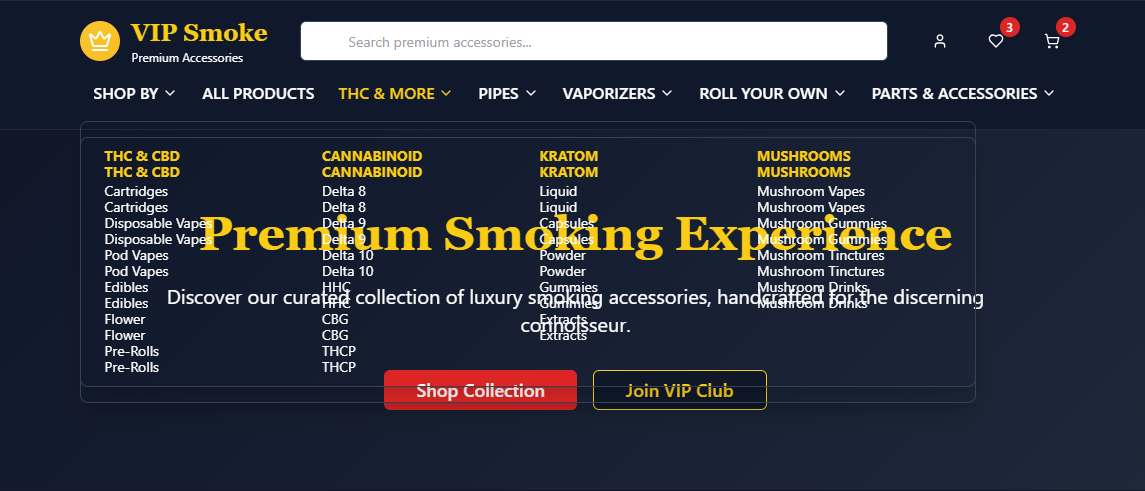 VIP Smoke
Premium Accessories
Search premium accessories...
3
2
SHOP BY
ALL PRODUCTS
THC & MORE
PIPES
VAPORIZERS
ROLL YOUR OWN
PARTS & ACCESSORIES
THC & CBD
THC & CBD
Cartridges
Cartridges
Disposable Vapes
Disposable Vapes
Pod Vapes
Pod Vapes
Edibles
Edibles
Flower
Flower
Pre-Rolls
Pre-Rolls
CANNABINOID
CANNABINOID
Delta 8
Delta 8
Delta 9
Delta 9
Delta 10
Delta 10
HHC
HHC
CBG
CBG
THCP
THCP
KRATOM
KRATOM
Liquid
Liquid
Capsules
Capsules
Powder
Powder
Gummies
Gummies
Extracts
Extracts
MUSHROOMS
MUSHROOMS
Mushroom Vapes
Mushroom Vapes
Mushroom Gummies
Mushroom Gummies
Mushroom Tinctures
Mushroom Tinctures
Mushroom Drinks
Mushroom Drinks
Premium Smoking Experience
Discover our curated collection of luxury smoking accessories, handcrafted for the discerning
connoisseur.
Shop Collection
Join VIP Club